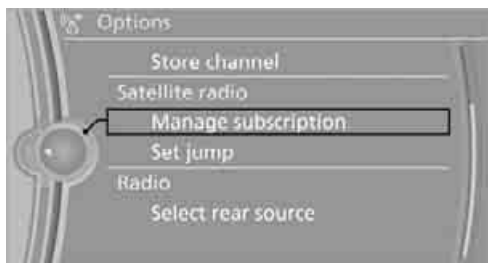 Options
Store channel
Satellite radio
Manage subscription
Set jump
Radio
Select rear source